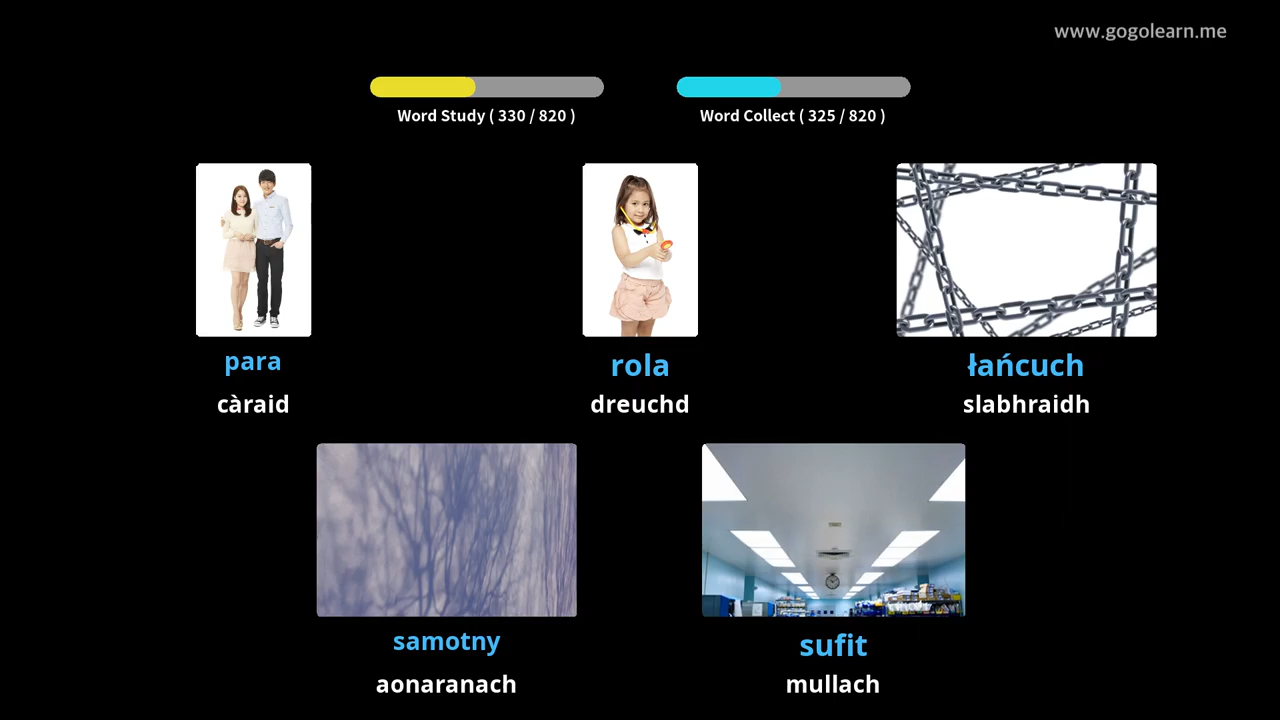 www.gogolearn.me
Word Study ( 330 / 820 )
Word Collect ( 325 / 820 )
para
càraid
rola
dreuchd
łańcuch
slabhraidh
samotny
aonaranach
sufit
mullach